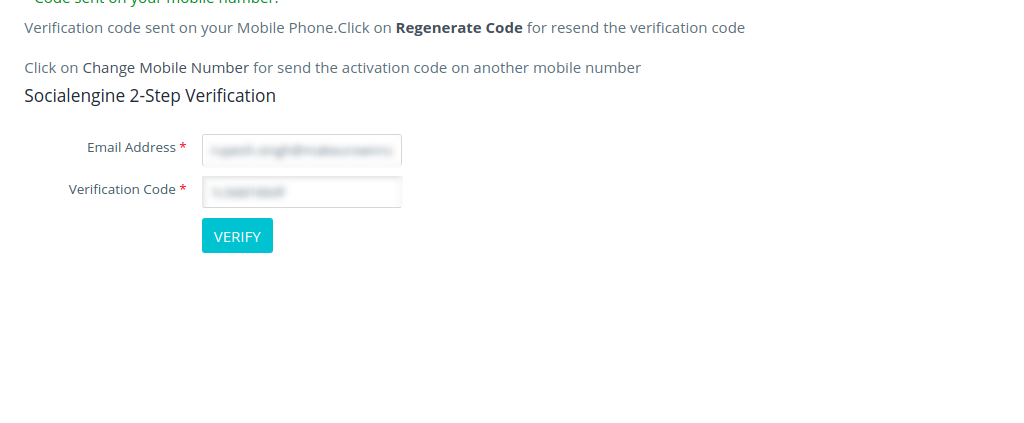 Code sent on your mobile number.
Verification code sent on your Mobile Phone.Click on Regenerate Code for resend the verification code
Click on Change Mobile Number for send the activation code on another mobile number
Socialengine 2-Step Verification
Email Address *
Verification Code *
VERIFY